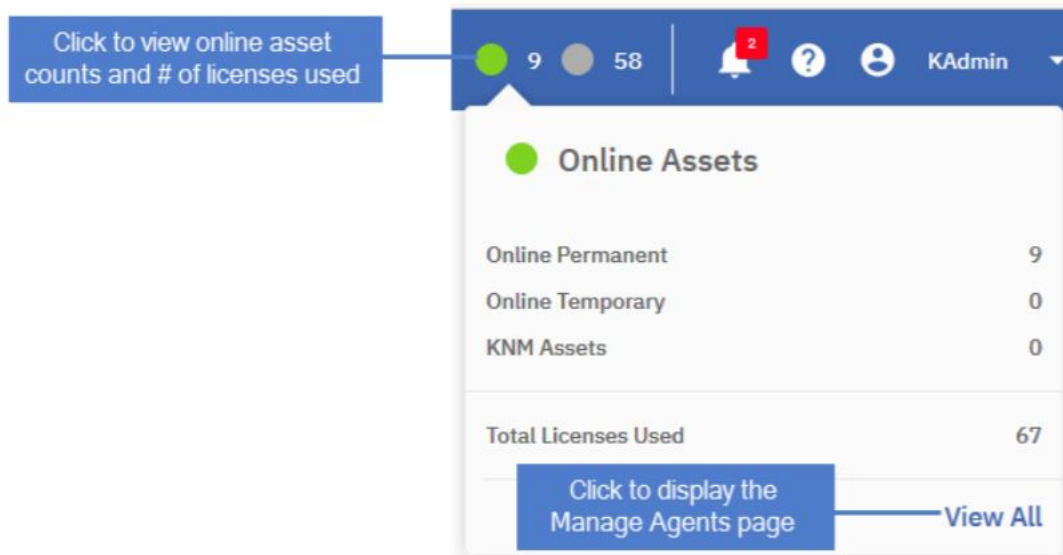 Click to view online asset
counts and # of licenses used
9 58 2 ? KAdmin
Online Assets
Online Permanent 9
Online Temporary 0
KNM Assets 0
Total Licenses Used 67
Click to display the
Manage Agents page
View All